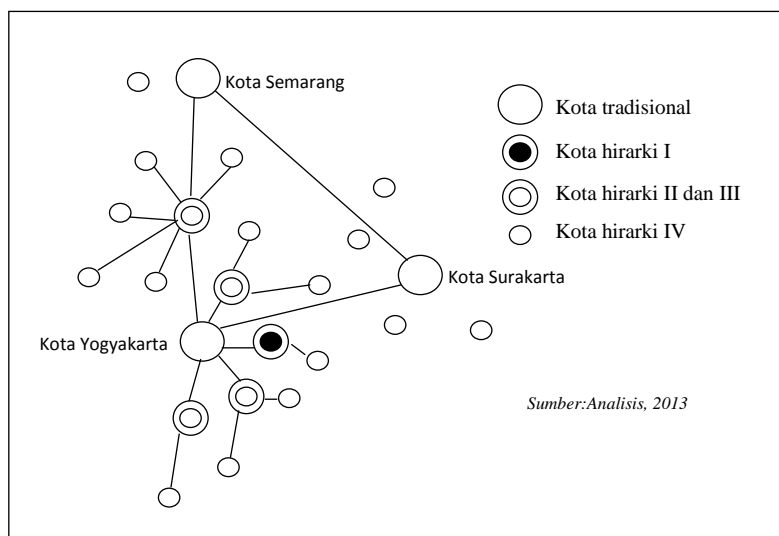 Kota Semarang
Kota tradisional
Kota hirarki I
Kota hirarki II dan III
Kota hirarki IV
Kota Surakarta
Kota Yogyakarta
Sumber:Analisis, 2013